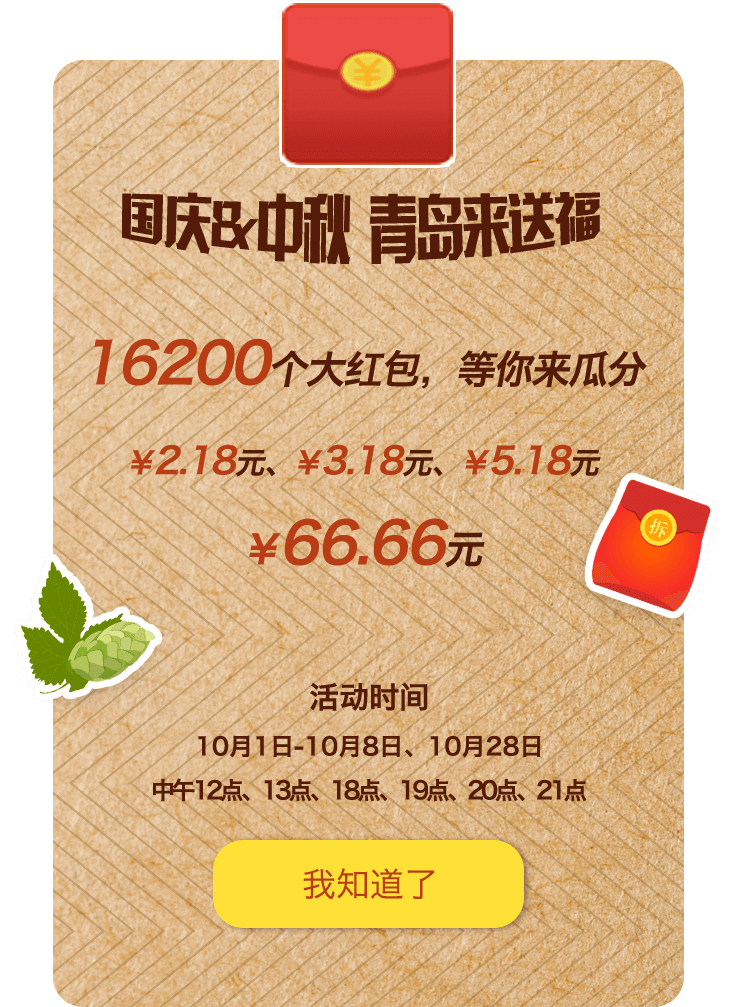 ¥
国庆&中秋 青岛来送福
16200个大红包，等你来瓜分
¥2.18元、¥3.18元、¥5.18元
¥66.66元
拆
活动时间
10月1日-10月8日、10月28日
中午12点、13点、18点、19点、20点、21点
我知道了